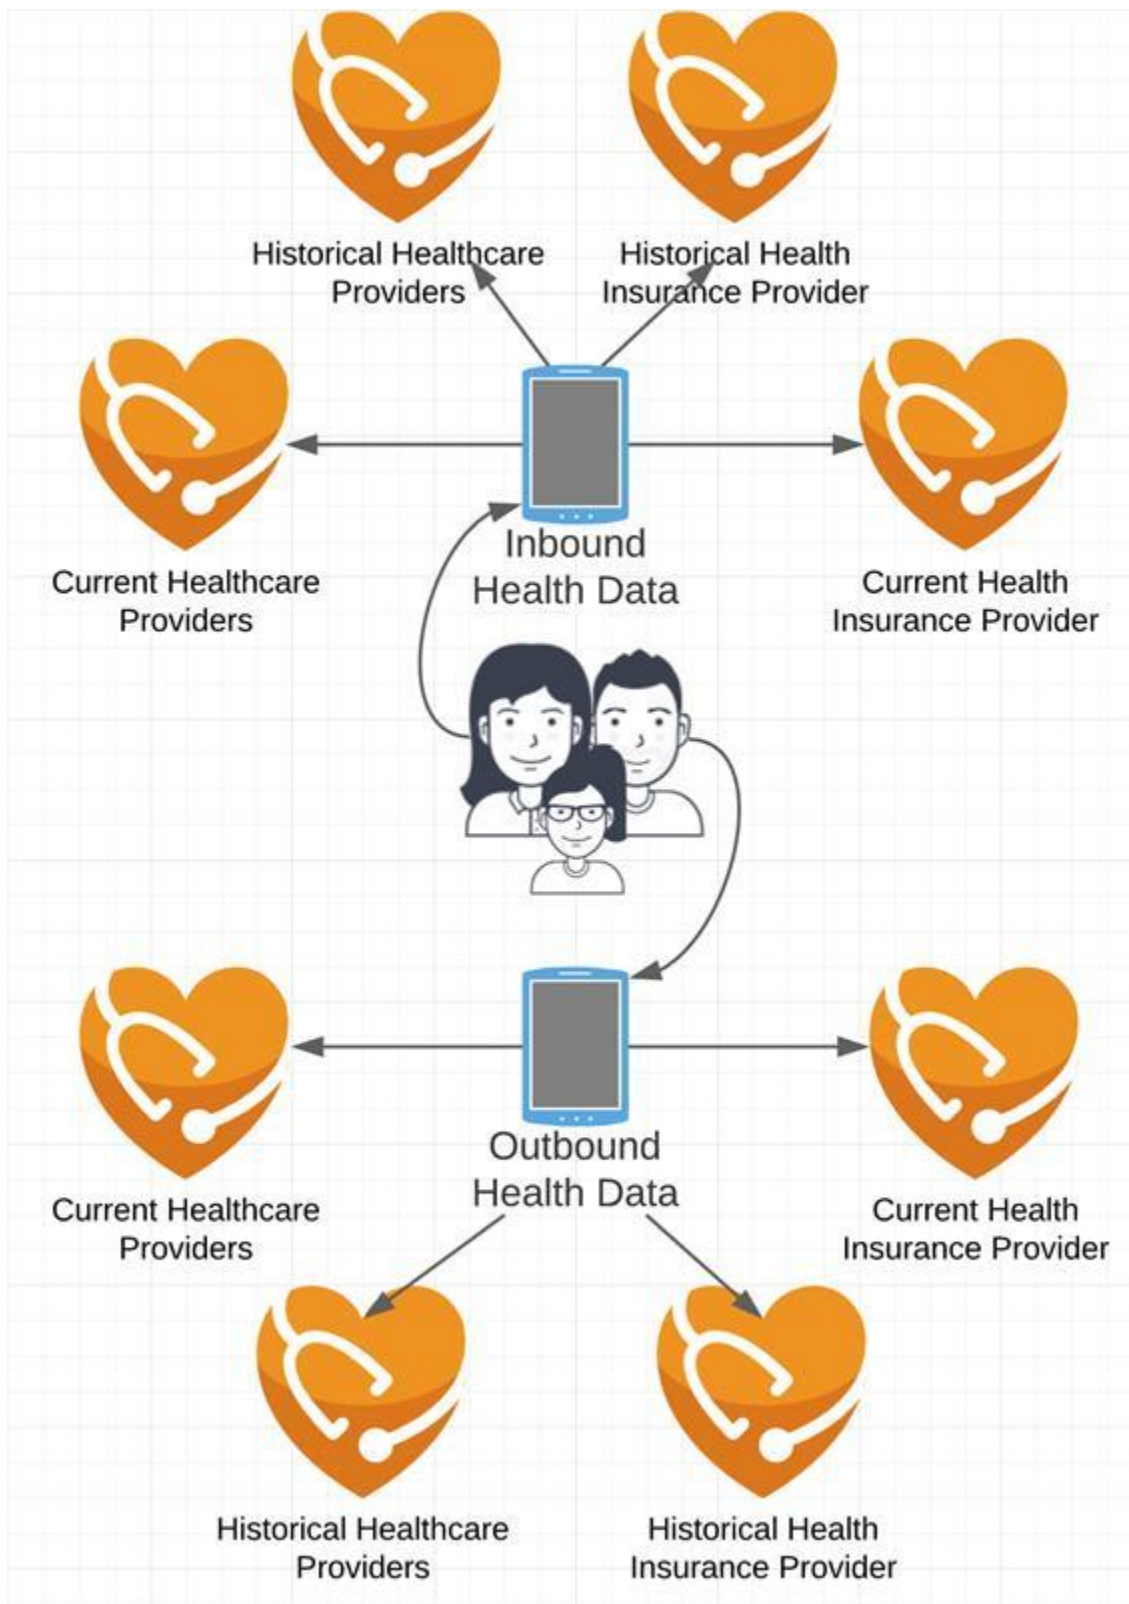 Historical Healthcare
Providers
Historical Health
Insurance Provider
Current Healthcare
Providers
Inbound
Health Data
Current Health
Insurance Provider
Current Healthcare
Providers
Outbound
Health Data
Current Health
Insurance Provider
Historical Healthcare
Providers
Historical Health
Insurance Provider